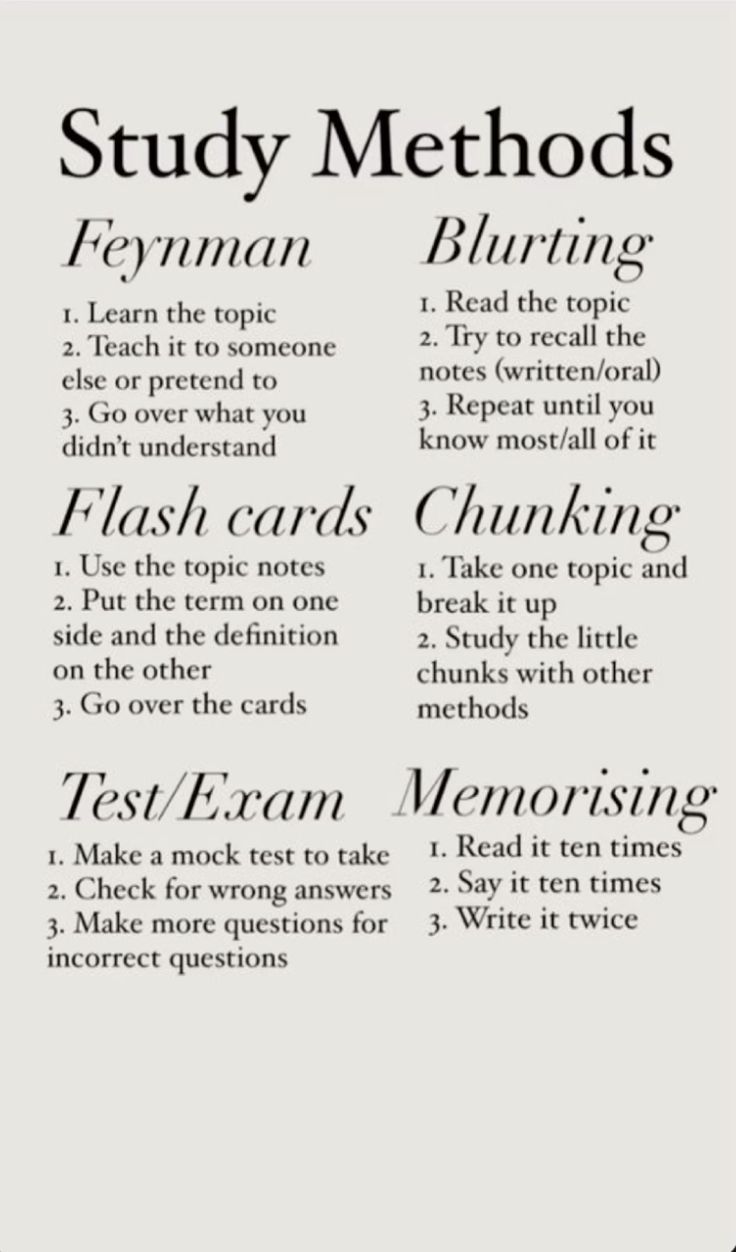 Study Methods
Feynman
1. Learn the topic
2. Teach it to someone
else or pretend to
3. Go over what you
didn't understand
Blurting
1. Read the topic
2. Try to recall the
notes (written/oral)
3. Repeat until you
know most/all of it
Flash cards
1. Use the topic notes
2. Put the term on one
side and the definition
on the other
3. Go over the cards
Chunking
1. Take one topic and
break it up
2. Study the little
chunks with other
methods
Test/Exam
1. Make a mock test to take
2. Check for wrong answers
3. Make more questions for
incorrect questions
Memorising
1. Read it ten times
2. Say it ten times
3. Write it twice